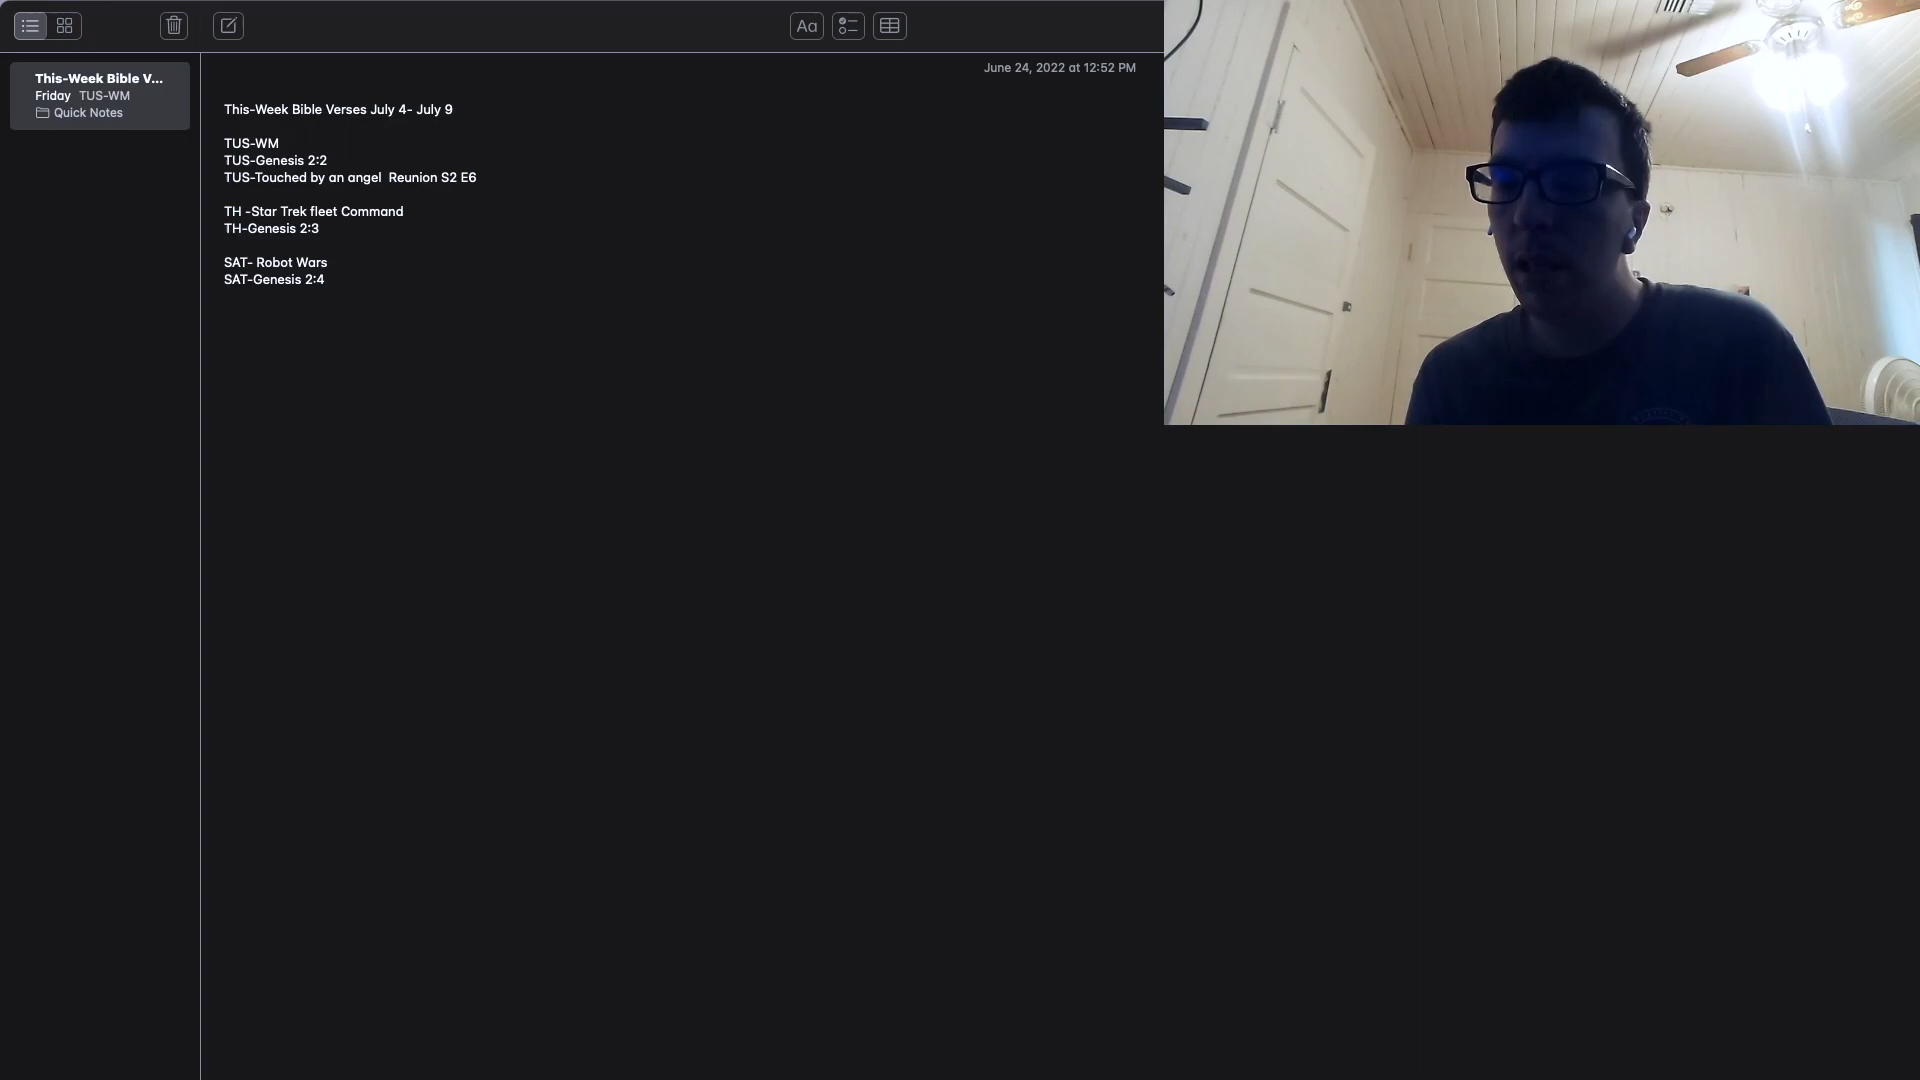 Aa
This-Week Bible V...
Friday TUS-WM
Quick Notes
June 24, 2022 at 12:52 PM
This-Week Bible Verses July 4- July 9
TUS-WM
TUS-Genesis 2:2
TUS-Touched by an angel  Reunion S2 E6
TH -Star Trek fleet Command
TH-Genesis 2:3
SAT- Robot Wars
SAT-Genesis 2:4